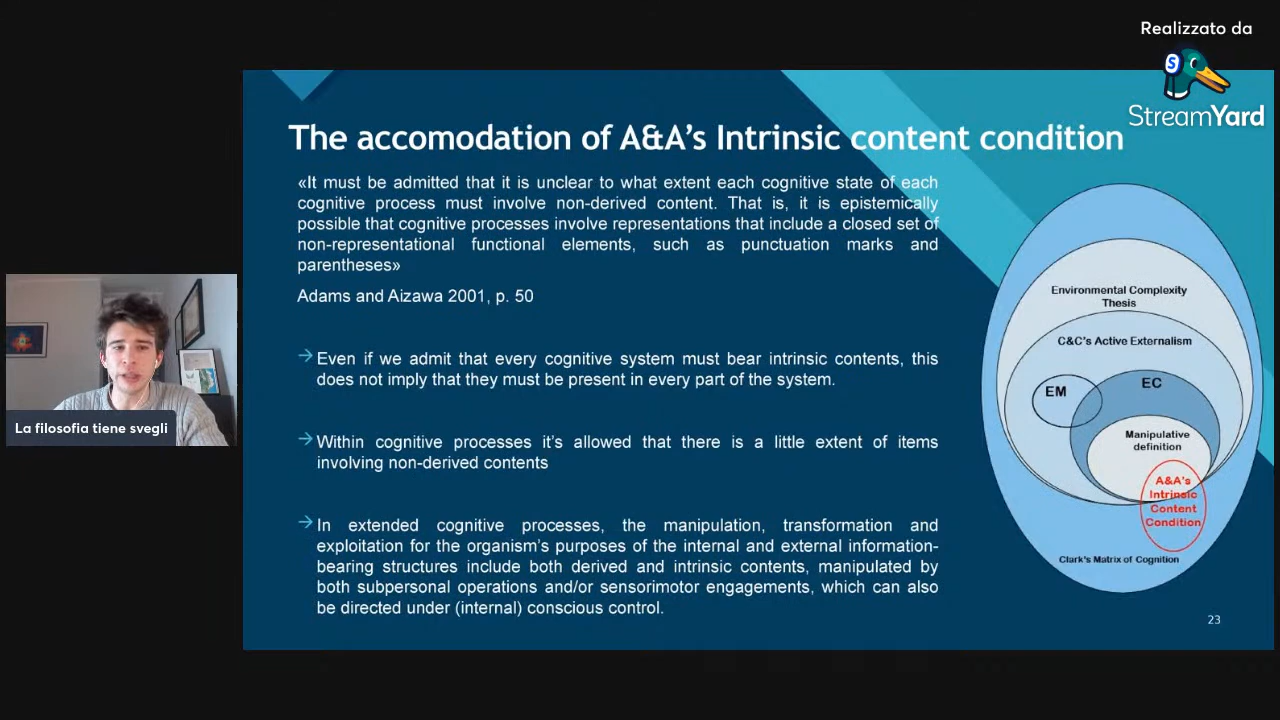 Realizzato da
S
StreamYard
The accomodation of A&A's Intrinsic content condition
«It must be admitted that it is unclear to what extent each cognitive state of each
cognitive process must involve non-derived content. That is, it is epistemically
possible that cognitive processes involve representations that include a closed set of
non-representational functional elements, such as punctuation marks and
parentheses»
Adams and Aizawa 2001, p. 50
→ Even if we admit that every cognitive system must bear intrinsic contents, this
does not imply that they must be present in every part of the system.
→ Within cognitive processes it's allowed that there is a little extent of items
involving non-derived contents
→ In extended cognitive processes, the manipulation, transformation and
exploitation for the organism's purposes of the internal and external information-
bearing structures include both derived and intrinsic contents, manipulated by
both subpersonal operations and/or sensorimotor engagements, which can also
be directed under (internal) conscious control.
Environmental Complexity
Thesis
C&C's Active Externalism
EM
EC
Manipulative
definition
A&A's
Intrinsic
Content
Condition
Clark's Matrix of Cognition
23
La filosofia tiene svegli